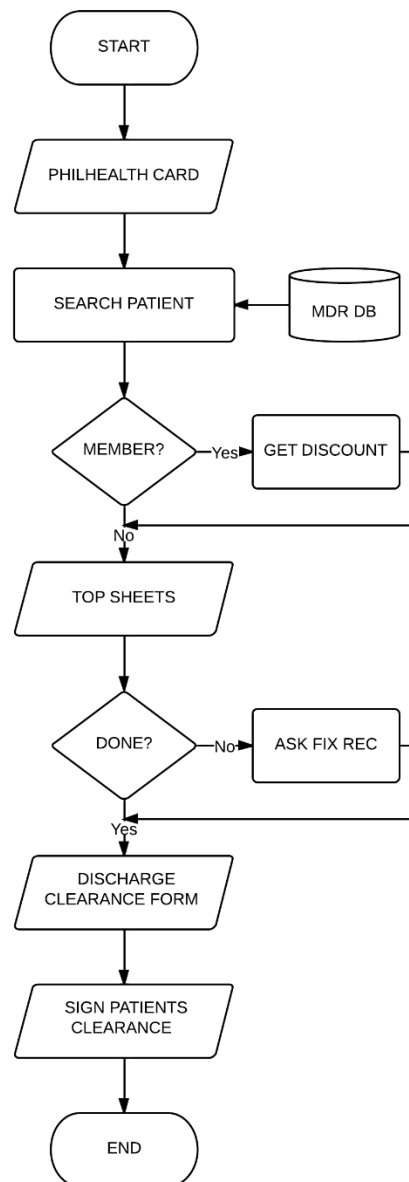 START
PHILHEALTH CARD
SEARCH PATIENT
MDR DB
MEMBER?
Yes
GET DISCOUNT
No
TOP SHEETS
DONE?
No
ASK FIX REC
Yes
DISCHARGE
CLEARANCE FORM
SIGN PATIENTS
CLEARANCE
END